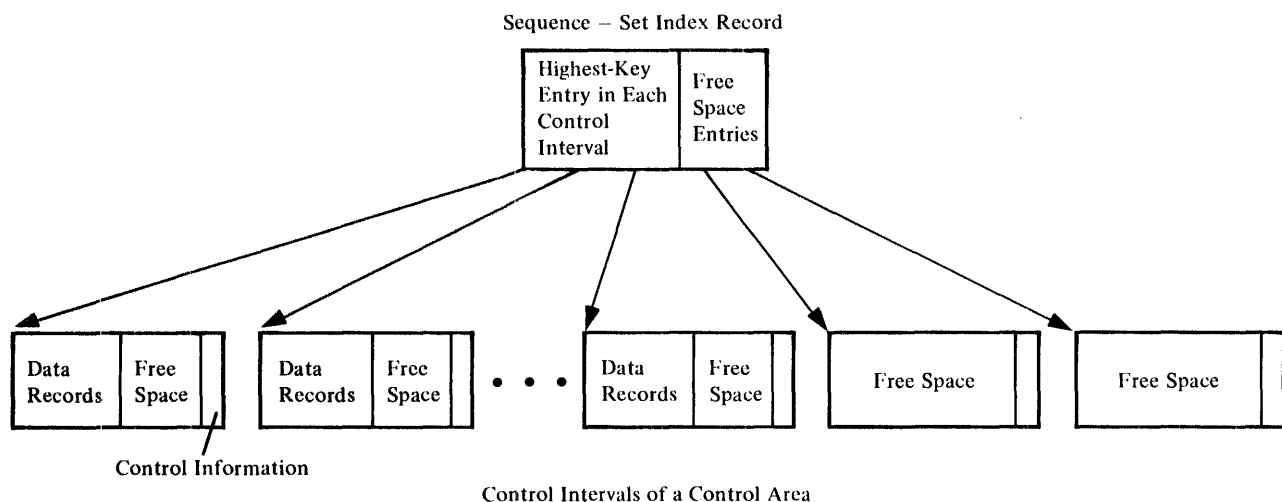 Sequence – Set Index Record
Highest-Key
Entry in Each
Control
Interval
Free
Space
Entries
Data
Records
Free
Space
Data
Records
Free
Space
Data
Records
Free
Space
Free Space
Free Space
Control Information
Control Intervals of a Control Area